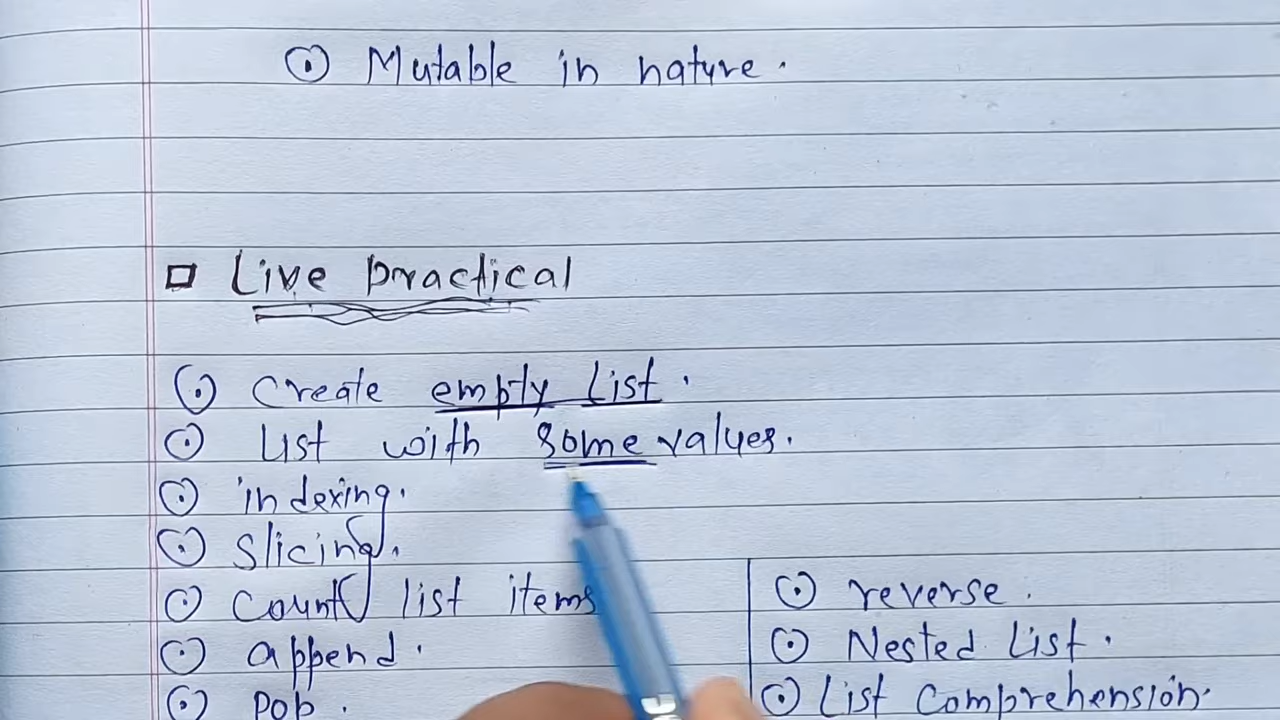 Mutable in nature.
Live practical
Create empty List.
List with some values.
indexing.
Slicing.
Count list items
append.
pop.
reverse.
Nested List.
List Comprehension.